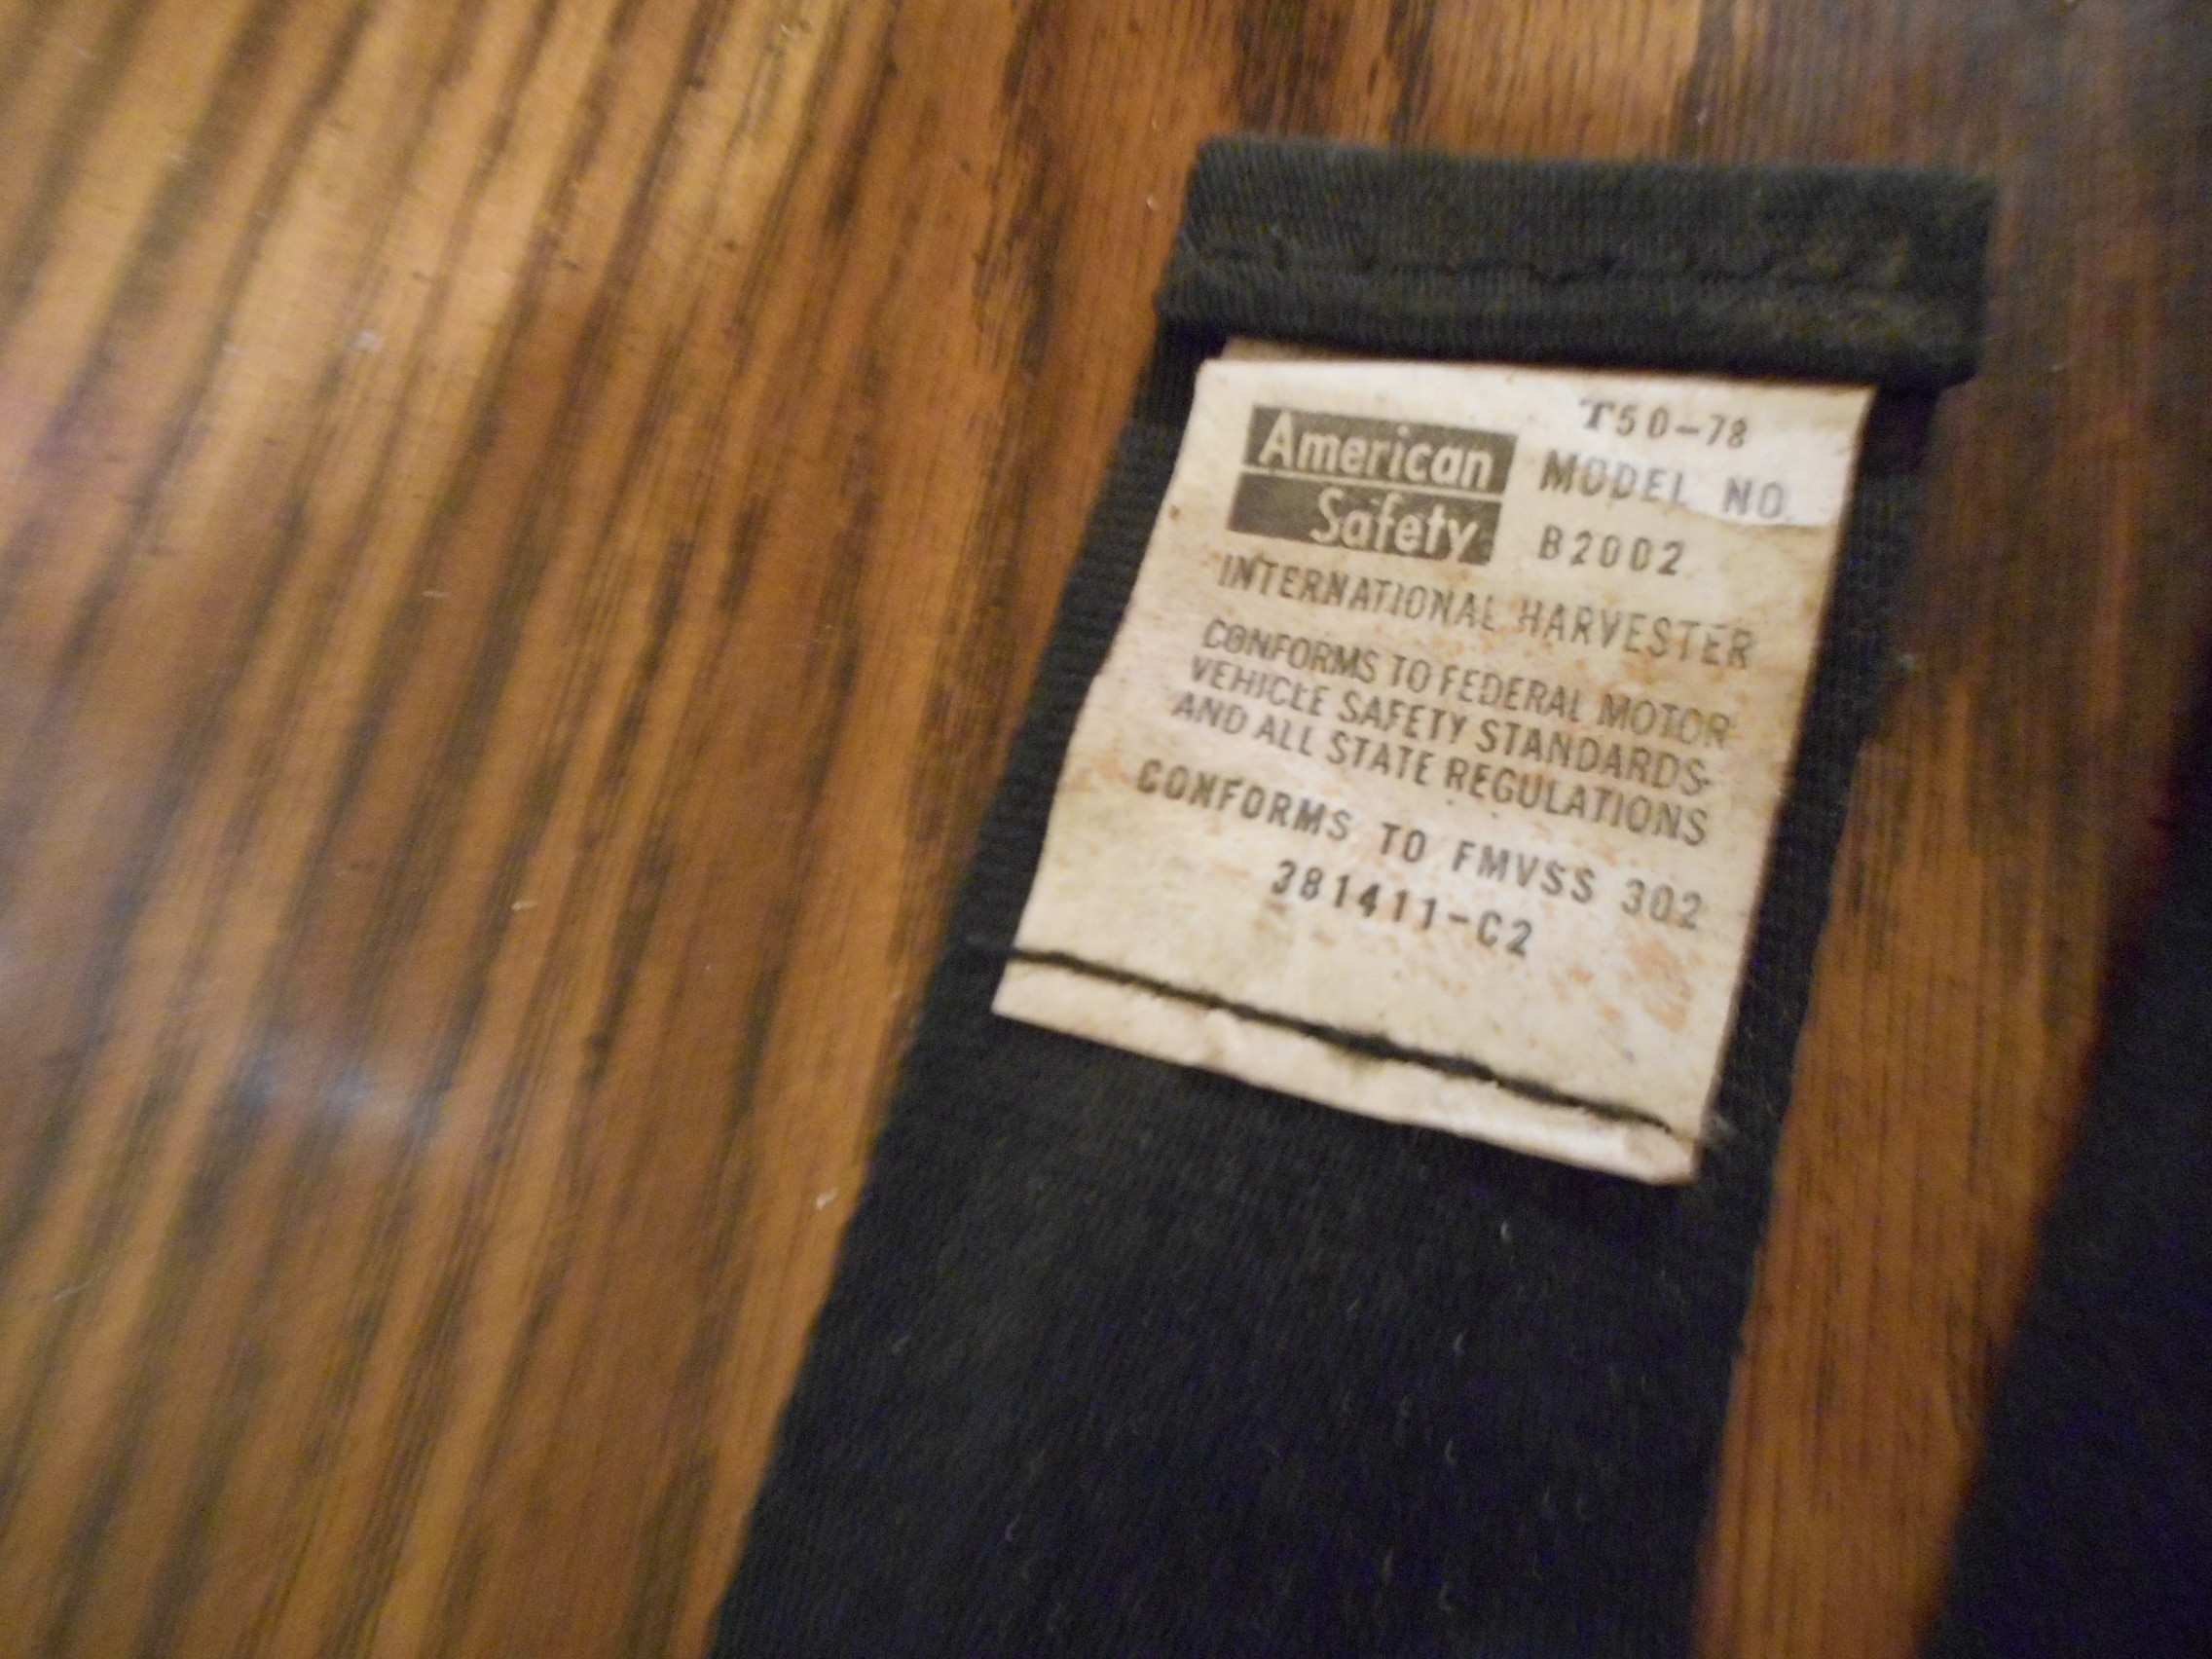 T50-78
American
Safety
MODEL NO.
B2002
INTERNATIONAL HARVESTER
CONFORMS TO FEDERAL MOTOR
VEHICLE SAFETY STANDARDS
AND ALL STATE REGULATIONS
CONFORMS TO FMVSS 302
381411-C2